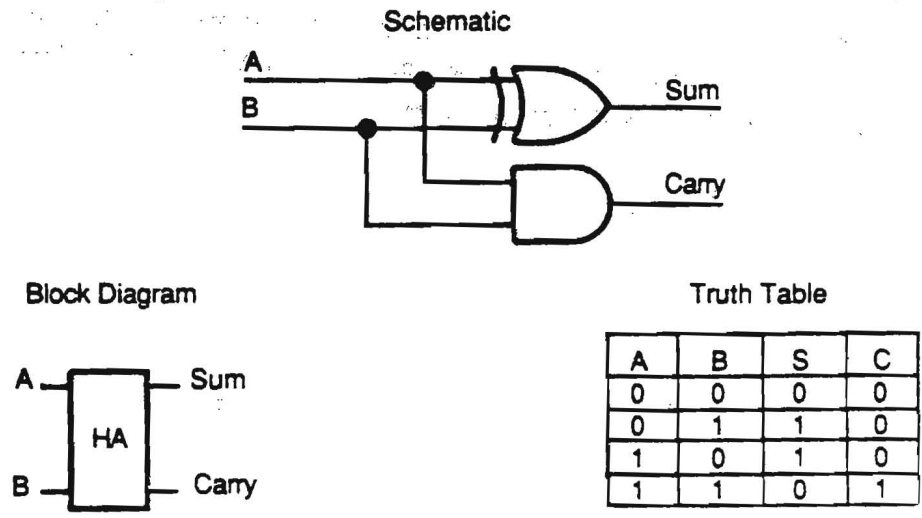 Schematic
A
B
Sum
Carry
Block Diagram
A
Sum
HA
B
Carry
Truth Table
A B S C
0 0 0 0
0 1 1 0
1 0 1 0
1 1 0 1